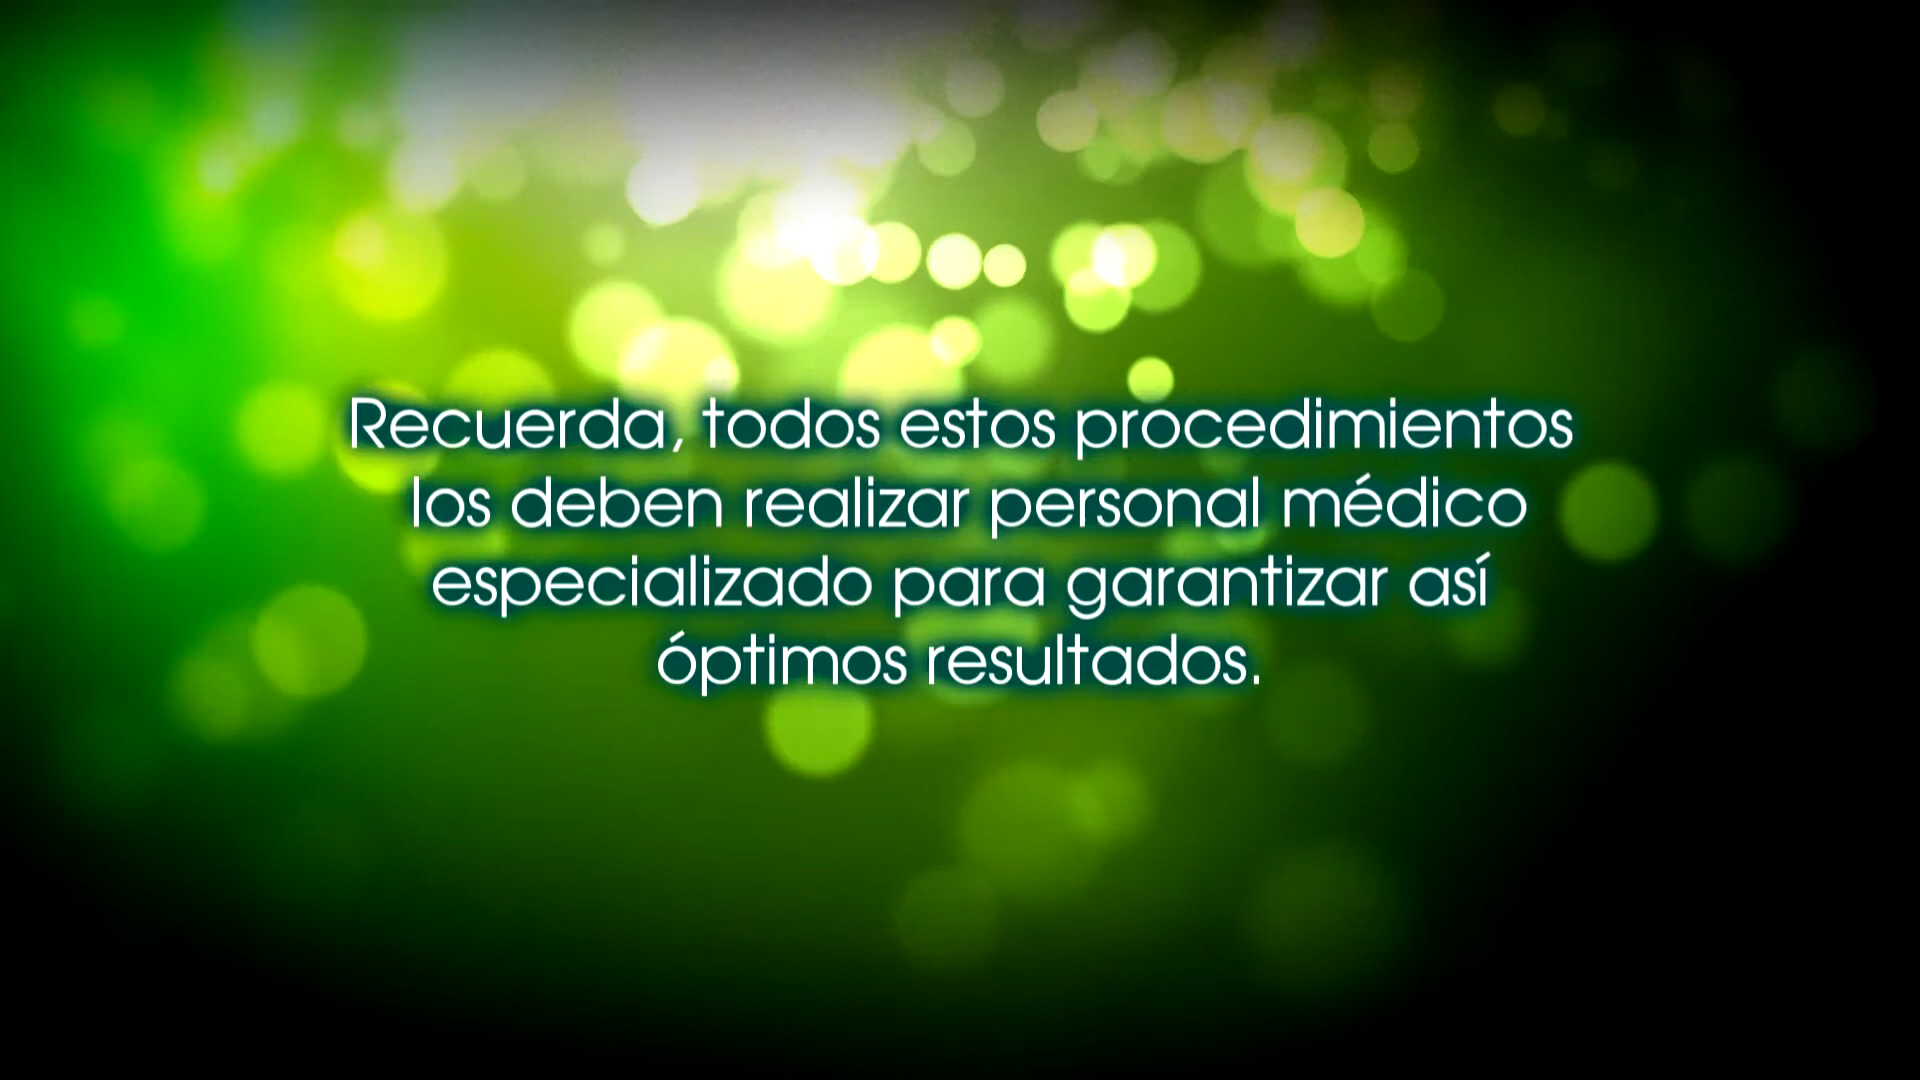 Recuerda, todos estos procedimientos
los deben realizar personal médico
especializado para garantizar así
óptimos resultados.